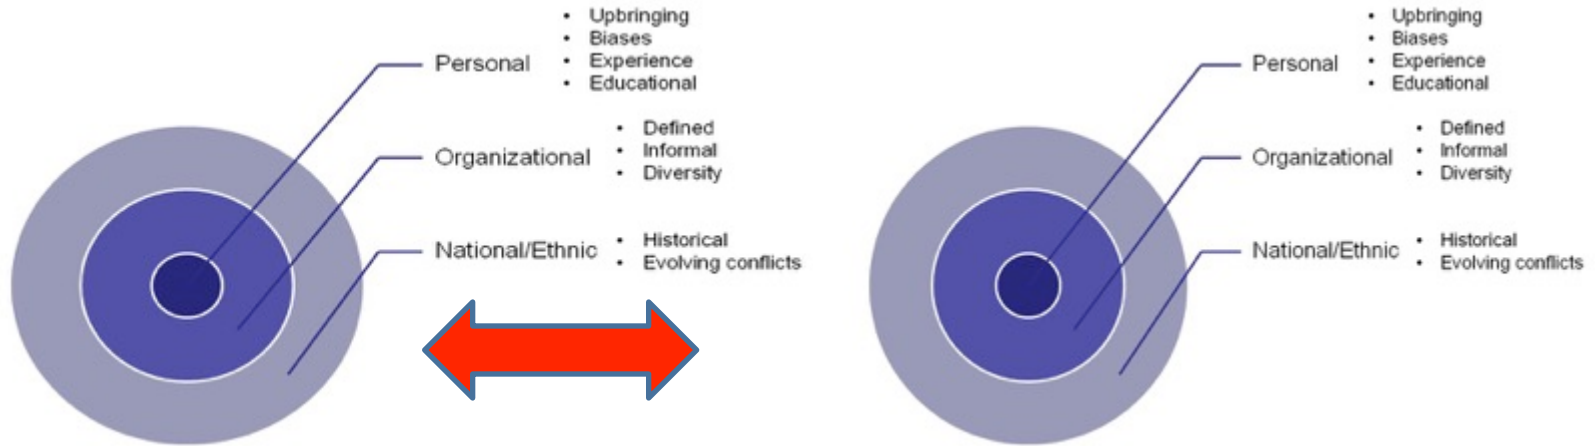 Personal
• Upbringing
• Biases
• Experience
• Educational
Organizational
• Defined
• Informal
• Diversity
National/Ethnic
• Historical
• Evolving conflicts
Personal
• Upbringing
• Biases
• Experience
• Educational
Organizational
• Defined
• Informal
• Diversity
National/Ethnic
• Historical
• Evolving conflicts